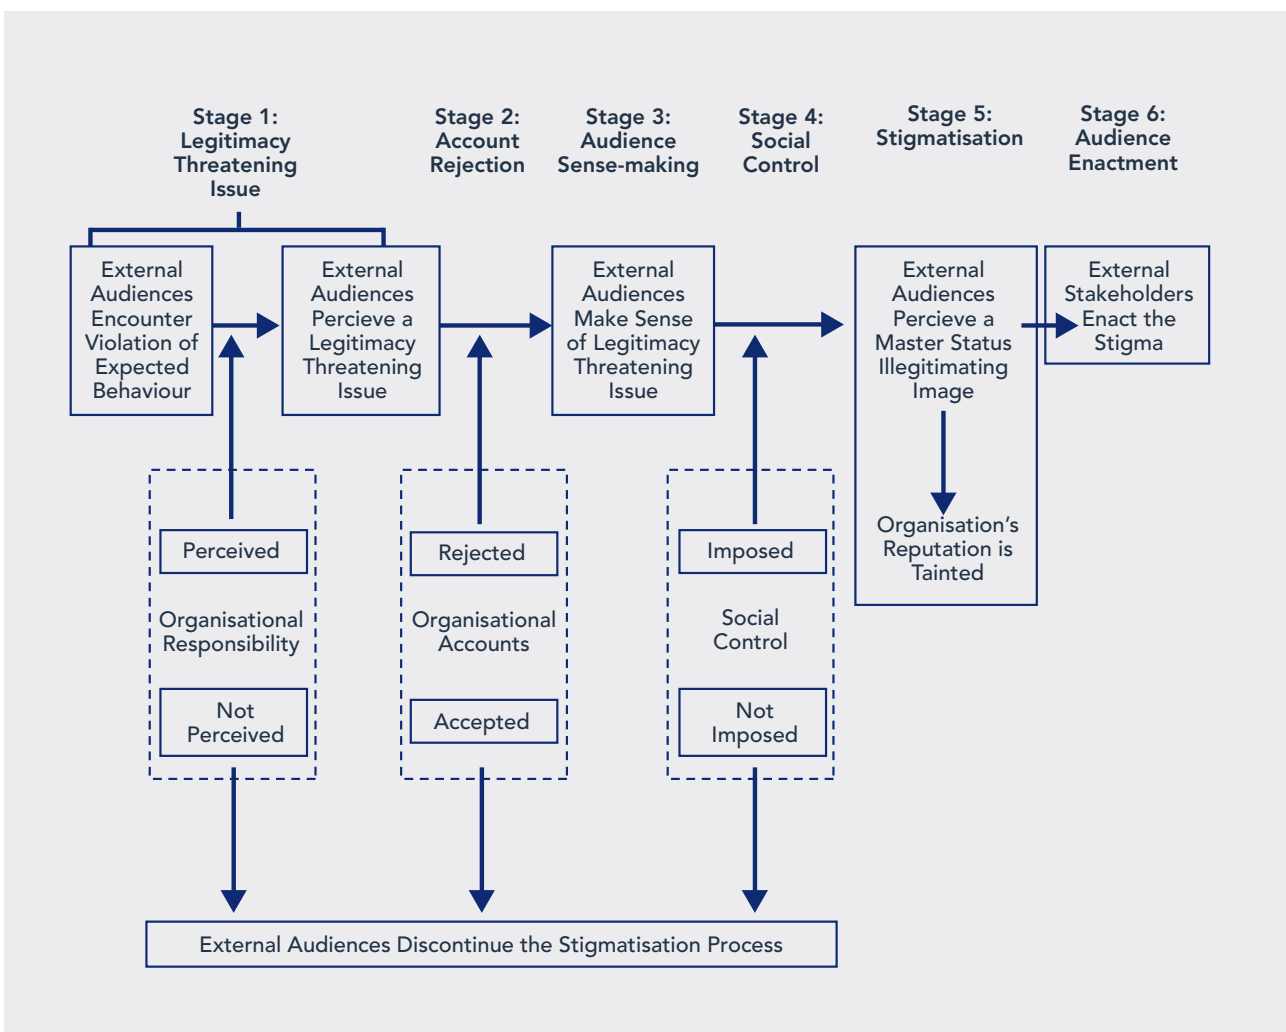 Stage 1:
Legitimacy
Threatening
Issue
Stage 2:
Account
Rejection
Stage 3:
Audience
Sense-making
Stage 4:
Social
Control
Stage 5:
Stigmatisation
Stage 6:
Audience
Enactment
External
Audiences
Encounter
Violation of
Expected
Behaviour
External
Audiences
Percieve a
Legitimacy
Threatening
Issue
External
Audiences
Make Sense
of Legitimacy
Threatening
Issue
External
Audiences
Percieve a
Master Status
Illegitimating
Image
Organisation’s
Reputation is
Tainted
External
Stakeholders
Enact the
Stigma
Perceived
Organisational
Responsibility
Not
Perceived
Rejected
Organisational
Accounts
Accepted
Imposed
Social
Control
Not
Imposed
External Audiences Discontinue the Stigmatisation Process